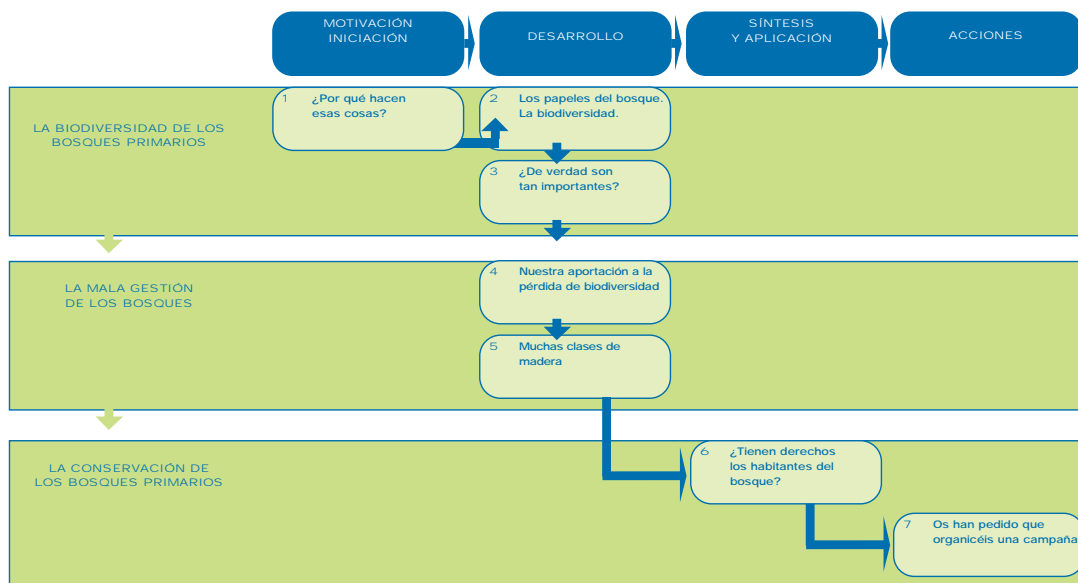 MOTIVACIÓN
INICIACIÓN
DESARROLLO
SÍNTESIS
Y APLICACIÓN
ACCIONES
LA BIODIVERSIDAD DE LOS
BOSQUES PRIMARIOS
1 ¿Por qué hacen
esas cosas?
2 Los papeles del bosque.
La biodiversidad.
3 ¿De verdad son
tan importantes?
LA MALA GESTIÓN
DE LOS BOSQUES
4 Nuestra aportación a la
pérdida de biodiversidad
5 Muchas clases de
madera
LA CONSERVACIÓN DE
LOS BOSQUES PRIMARIOS
6 ¿Tienen derechos
los habitantes del
bosque?
7 Os han pedido que
organicéis una campaña